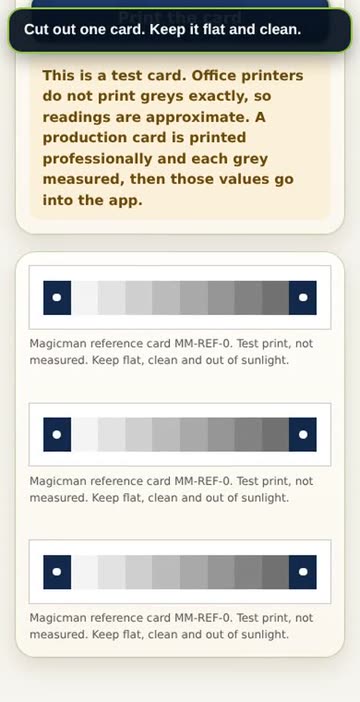 Print the card
Cut out one card. Keep it flat and clean.
This is a test card. Office printers
do not print greys exactly, so
readings are approximate. A
production card is printed
professionally and each grey
measured, then those values go
into the app.
Magicman reference card MM-REF-0. Test print, not
measured. Keep flat, clean and out of sunlight.
Magicman reference card MM-REF-0. Test print, not
measured. Keep flat, clean and out of sunlight.
Magicman reference card MM-REF-0. Test print, not
measured. Keep flat, clean and out of sunlight.